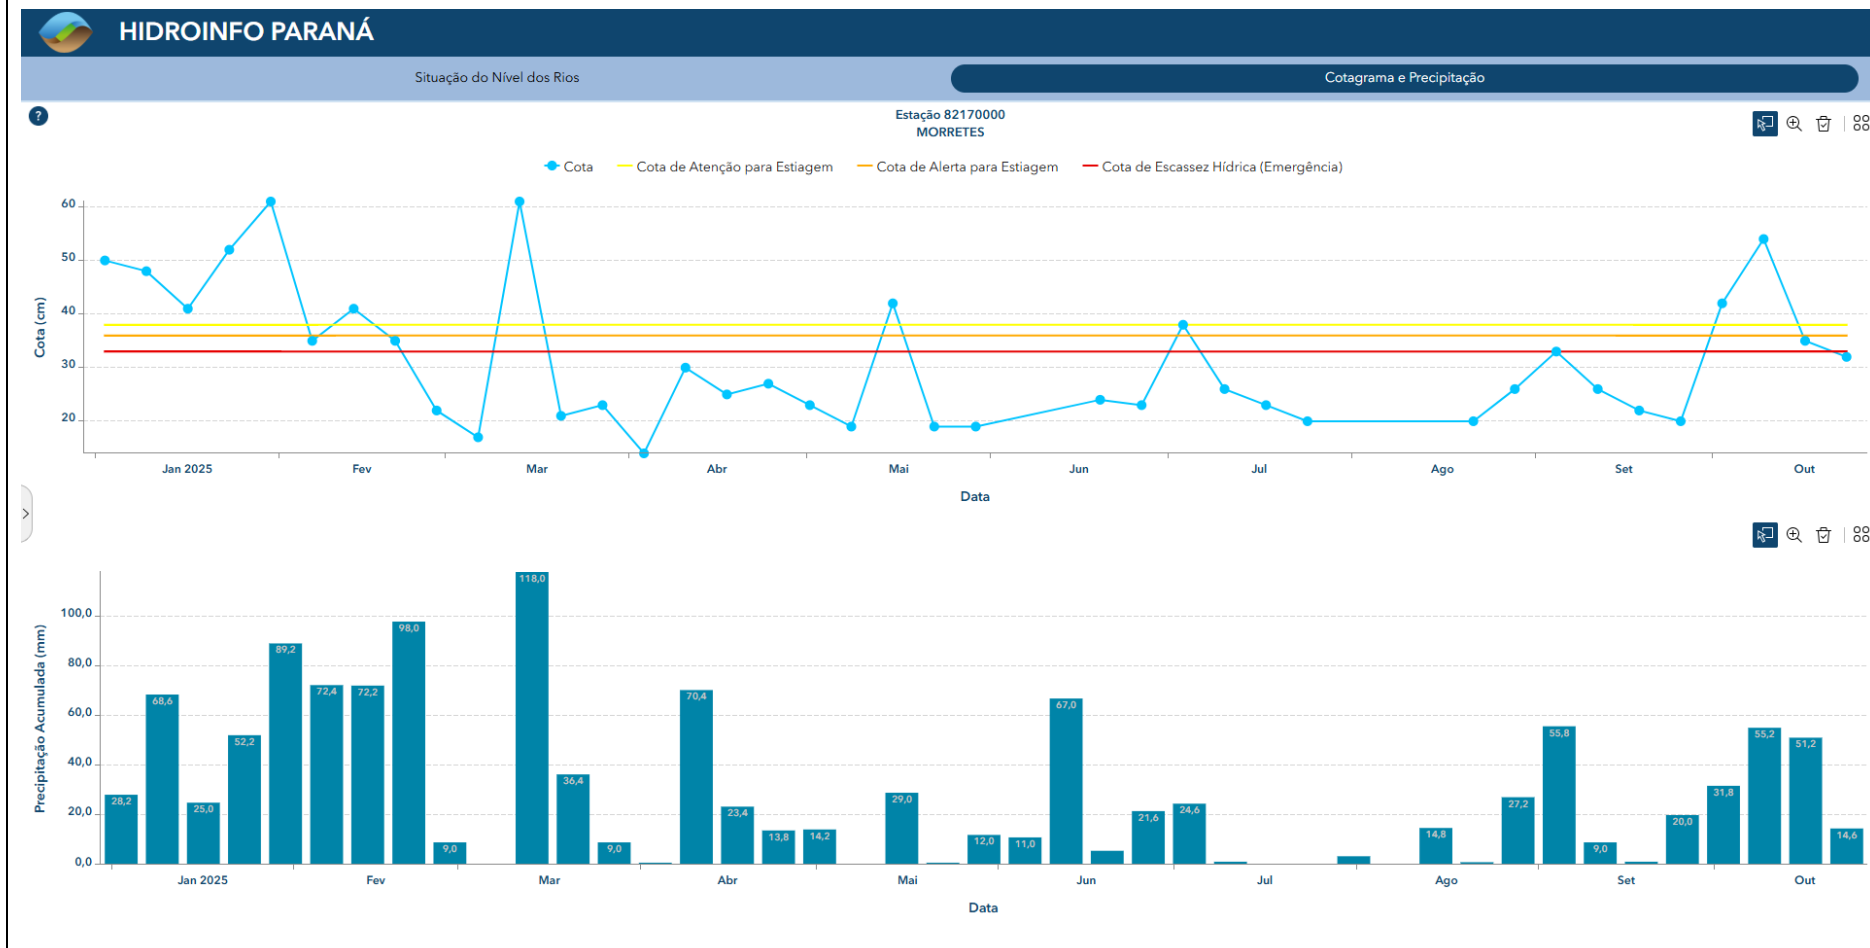 HIDROINFO PARANÁ
Situação do Nível dos Rios
Cotagrama e Precipitação
?
Estação 82170000
MORRETES
Cota
Cota de Atenção para Estiagem
Cota de Alerta para Estiagem
Cota de Escassez Hídrica (Emergência)
Cota (cm)
60
50
40
30
20
Jan 2025
Fev
Mar
Abr
Mai
Jun
Jul
Ago
Set
Out
Data
Precipitação Acumulada (mm)
100,0
80,0
60,0
40,0
20,0
0,0
28,2
68,6
25,0
52,2
89,2
72,4
72,2
98,0
9,0
118,0
36,4
9,0
70,4
23,4
13,8
14,2
29,0
12,0
11,0
67,0
21,6
24,6
14,8
27,2
55,8
9,0
20,0
31,8
55,2
51,2
14,6
Jan 2025
Fev
Mar
Abr
Mai
Jun
Jul
Ago
Set
Out
Data